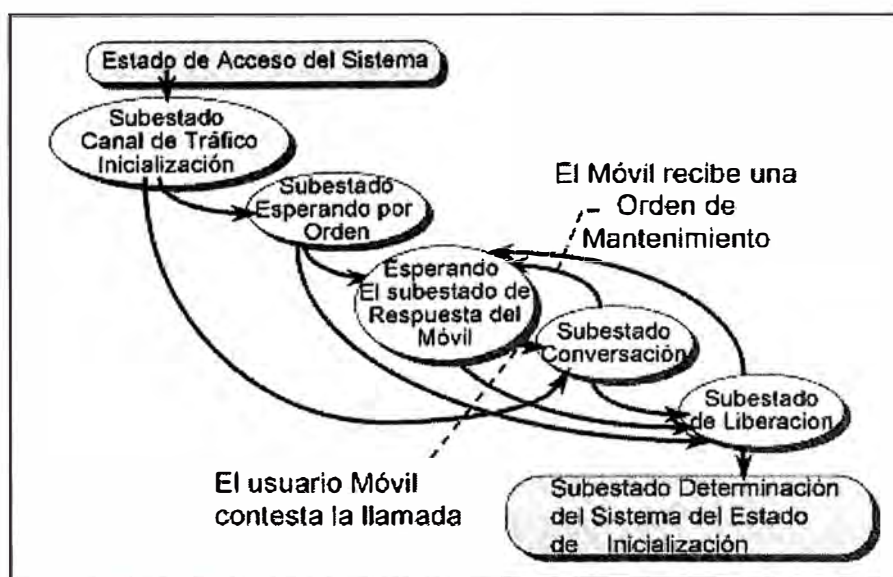 Estado de Acceso del Sistema
Subestado
Canal de Tráfico
Inicialización
Subestado
Esperando por
Orden
El Móvil recibe una
Orden de
Mantenimiento
Esperando
El subestado de
Respuesta del
Móvil
Subestado
Conversación
Subestado
de Liberacion
El usuario Móvil
contesta la llamada
Subestado Determinación
del Sistema del Estado
de Inicialización